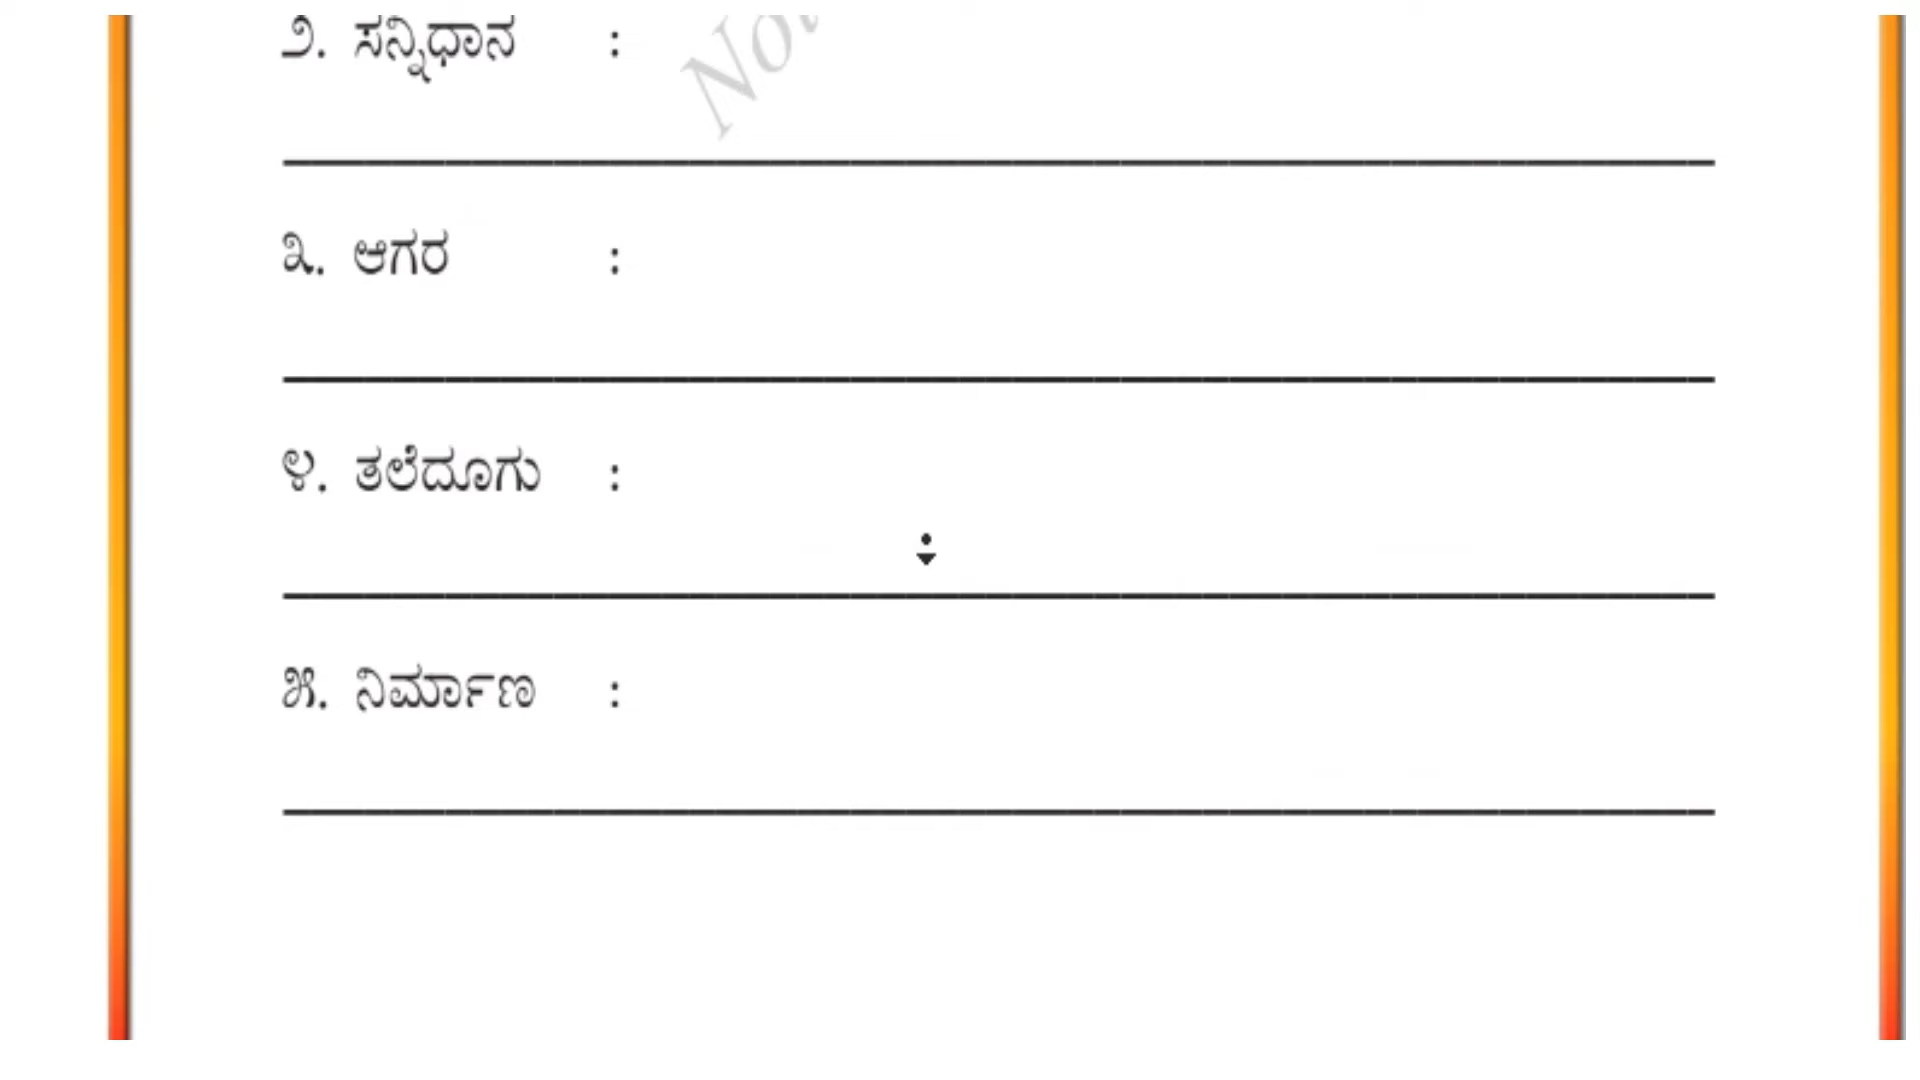 ೨. ಸನ್ನಿಧಾನ :
೩. ಆಗರ :
೪. ತಲೆದೂಗು :
೫. ನಿರ್ಮಾಣ :